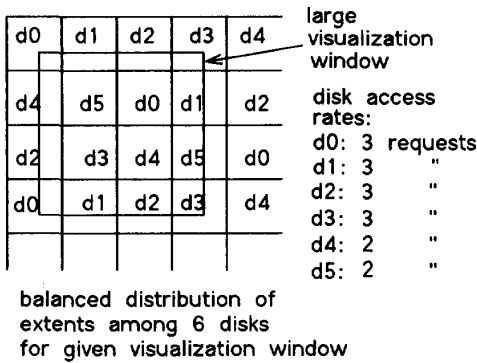 d0 d1 d2 d3 d4
d4 d5 d0 d1 d2
d2 d3 d4 d5 d0
d0 d1 d2 d3 d4
large
visualization
window
disk access
rates:
d0: 3 requests
d1: 3 "
d2: 3 "
d3: 3 "
d4: 2 "
d5: 2 "
balanced distribution of
extents among 6 disks
for given visualization window